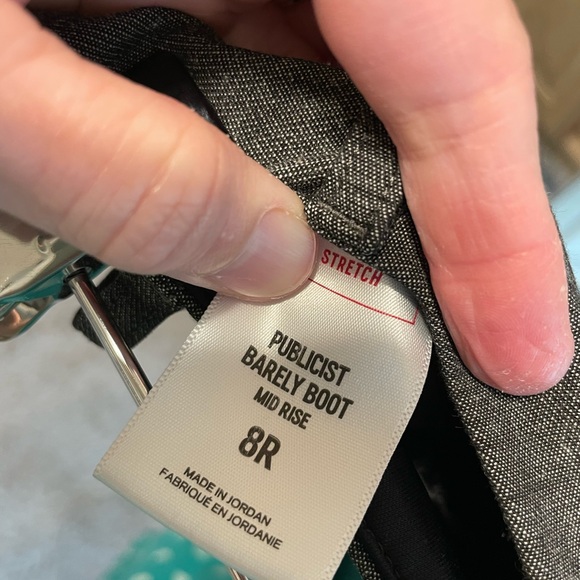 STRETCH
PUBLICIST
BARELY BOOT
MID RISE
8R
MADE IN JORDAN
FABRIQUÉ EN JORDANIE